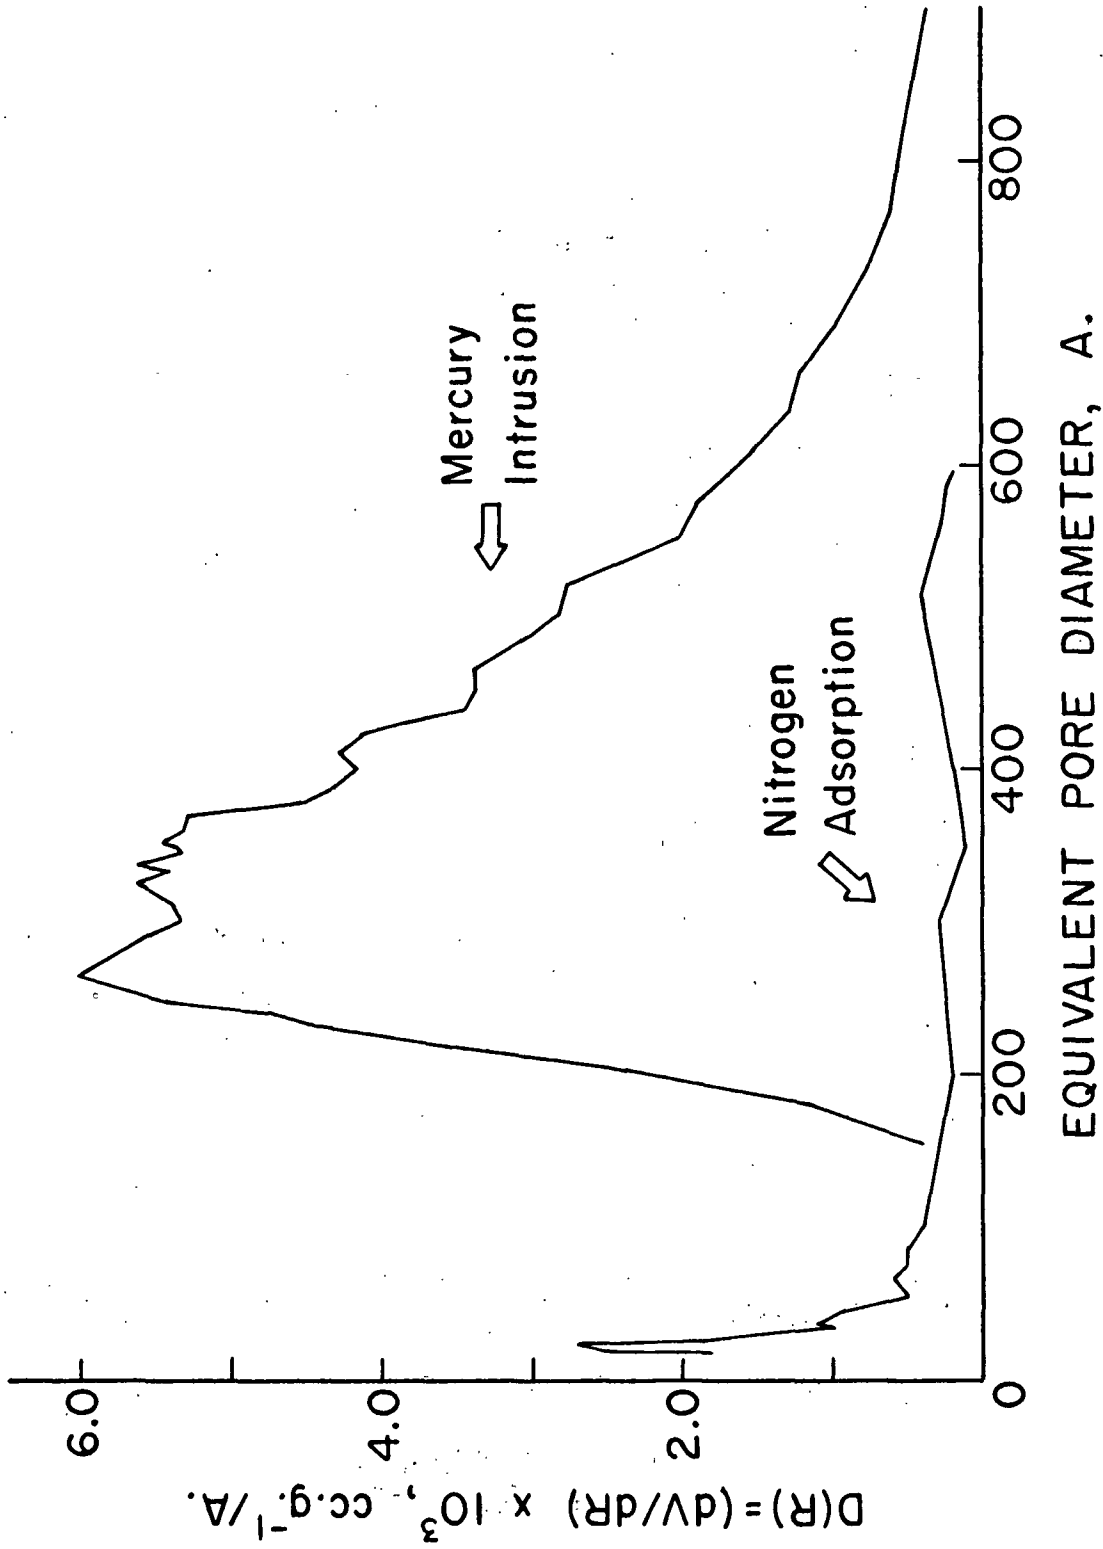 D(R)=(dV/dR) x 10³, cc.g.⁻¹/A.
6.0
4.0
2.0
0
200
400
600
800
Mercury
Intrusion
Nitrogen
Adsorption
EQUIVALENT PORE DIAMETER, A.